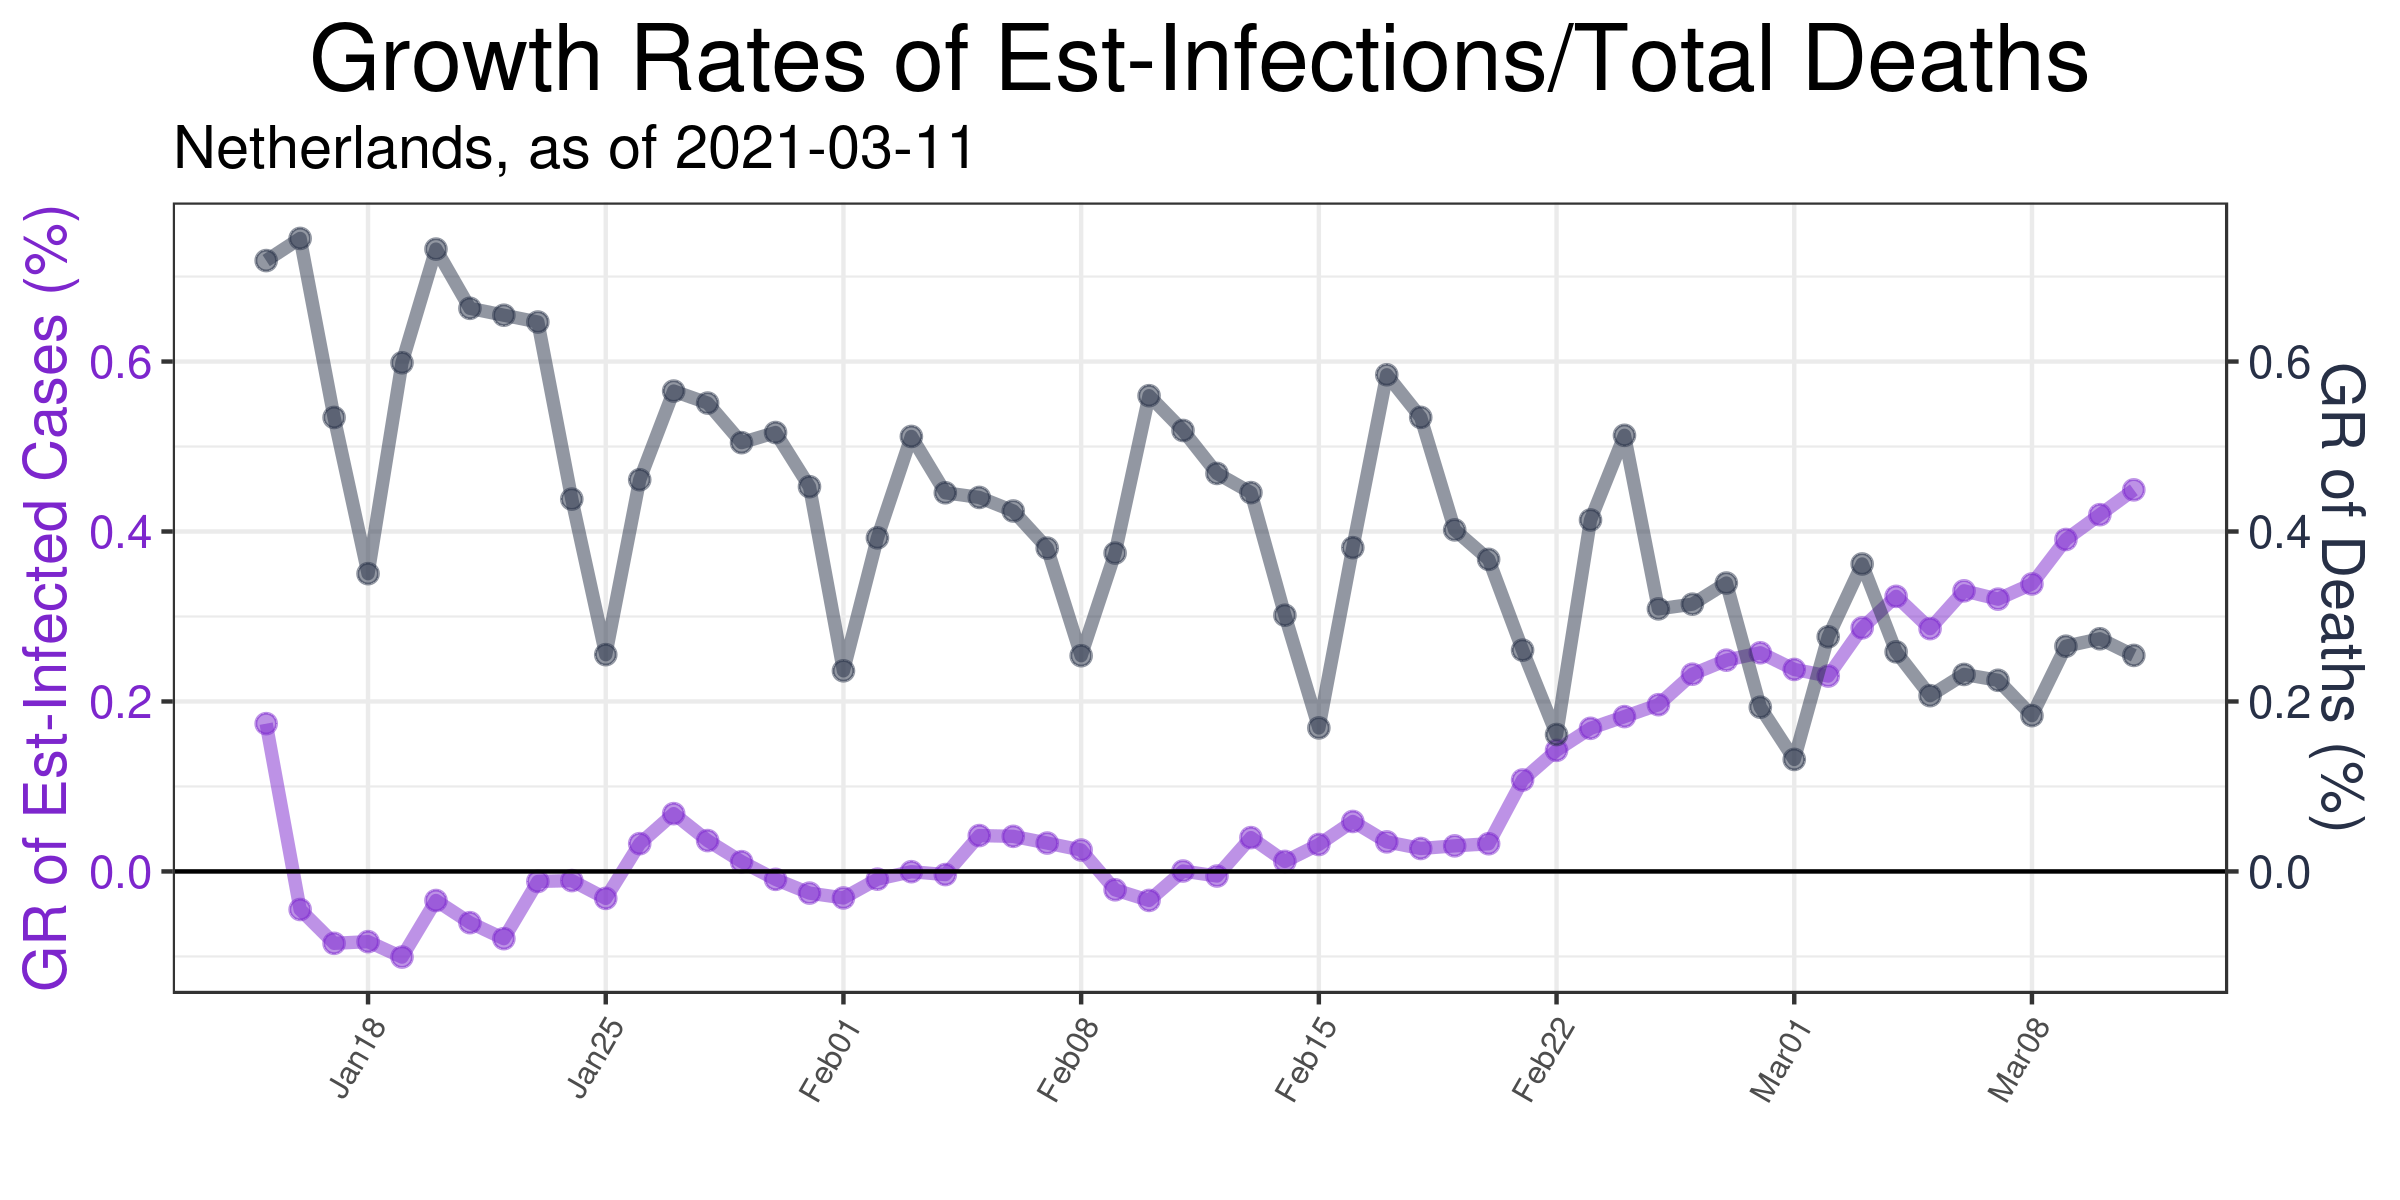 Growth Rates of Est-Infections/Total Deaths
Netherlands, as of 2021-03-11
GR of Est-Infected Cases (%)
0.6
0.4
0.2
0.0
0.6
0.4
0.2
0.0
GR of Deaths (%)
Jan18
Jan25
Feb01
Feb08
Feb15
Feb22
Mar01
Mar08